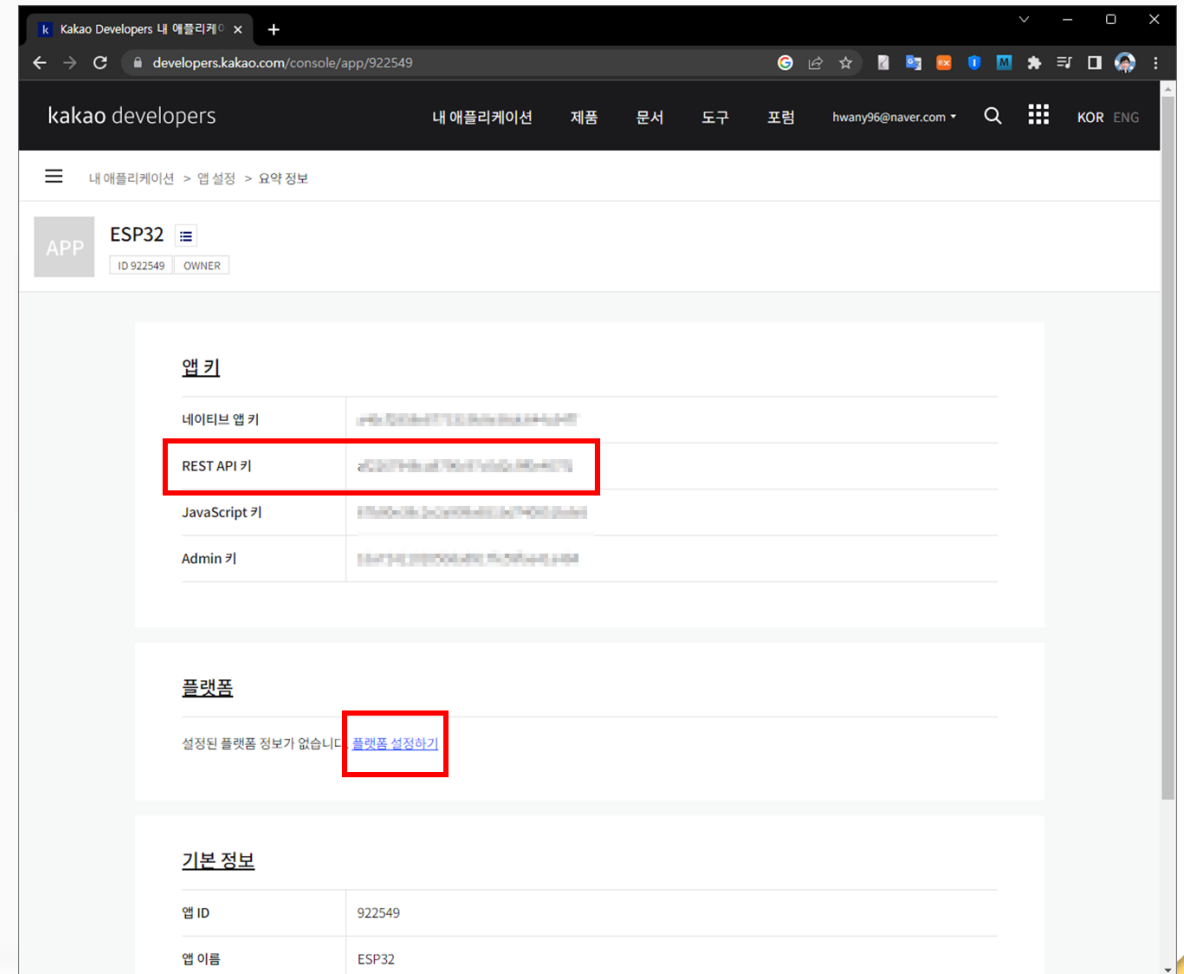 k Kakao Developers 내 애플리케이
developers.kakao.com/console/app/922549
kakao developers 내 애플리케이션 제품 문서 도구 포럼 hwany96@naver.com KOR ENG
내 애플리케이션 > 앱 설정 > 요약 정보
APP
ESP32
ID 922549 OWNER
앱 키
네이티브 앱 키
REST API 키
JavaScript 키
Admin 키
플랫폼
설정된 플랫폼 정보가 없습니다. 플랫폼 설정하기
기본 정보
앱 ID 922549
앱 이름 ESP32